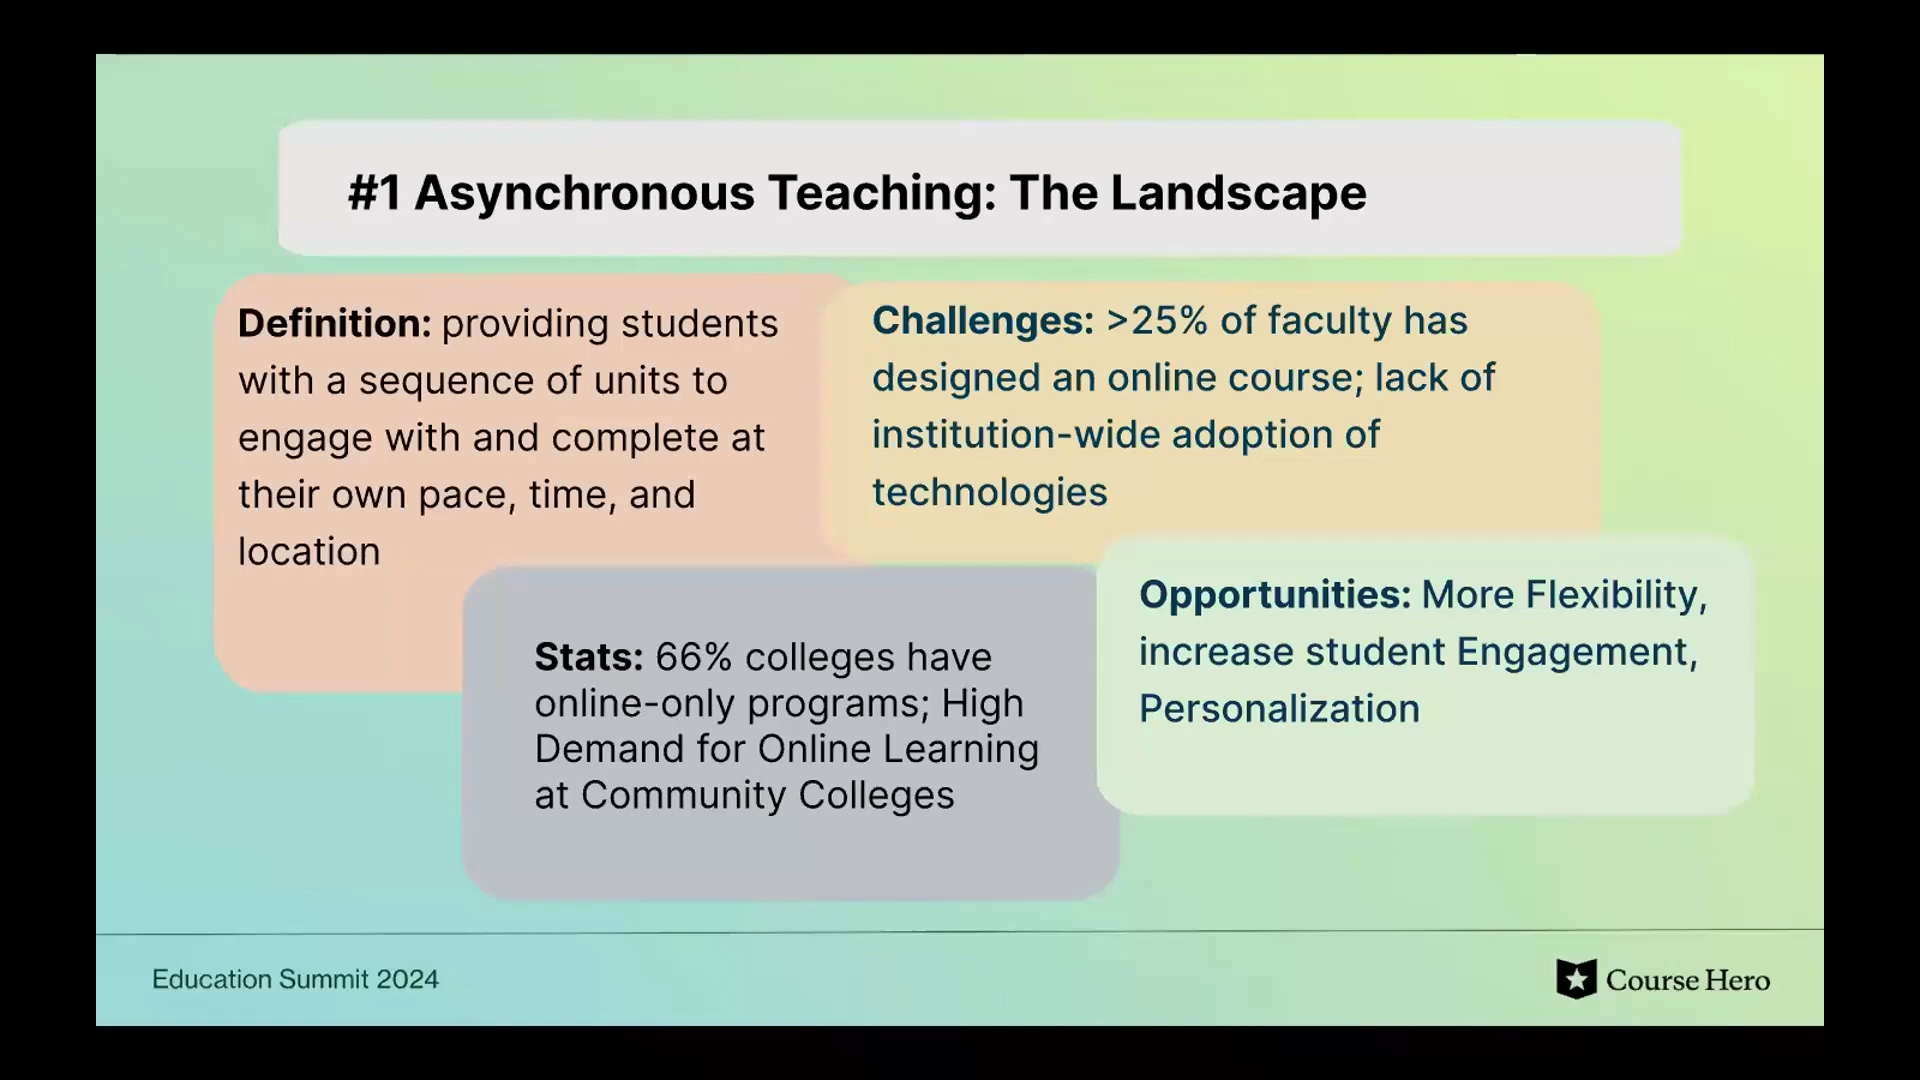 #1 Asynchronous Teaching: The Landscape
Definition: providing students
with a sequence of units to
engage with and complete at
their own pace, time, and
location
Challenges: >25% of faculty has
designed an online course; lack of
institution-wide adoption of
technologies
Stats: 66% colleges have
online-only programs; High
Demand for Online Learning
at Community Colleges
Opportunities: More Flexibility,
increase student Engagement,
Personalization
Education Summit 2024
Course Hero